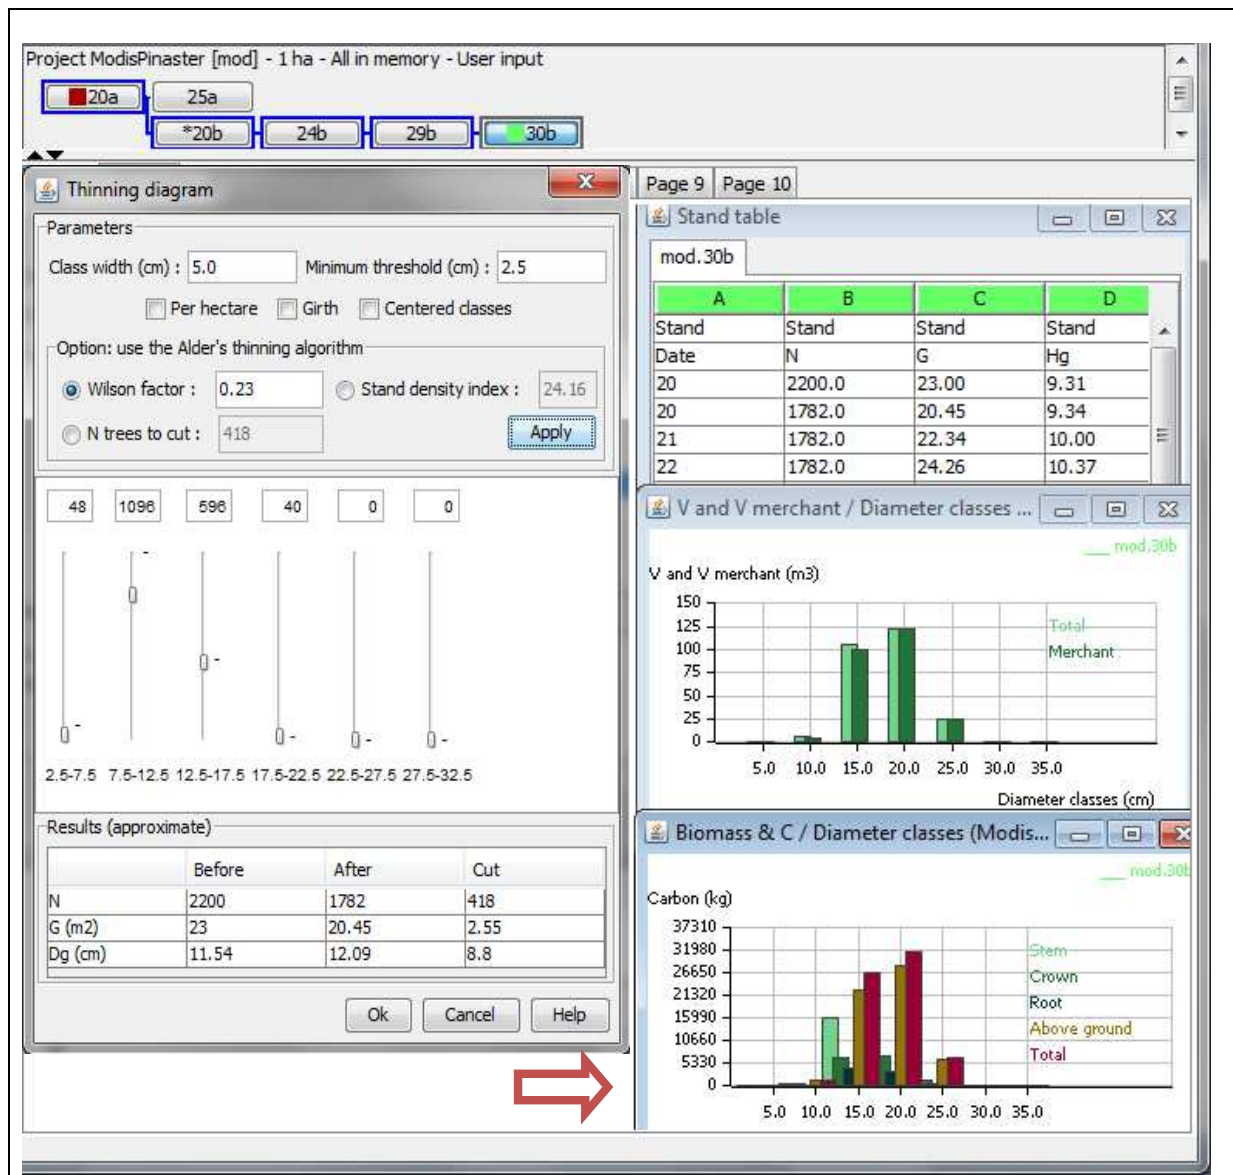 Project ModisPinaster [mod] - 1 ha - All in memory - User input
20a 25a
*20b 24b 29b 30b
Thinning diagram
Parameters
Class width (cm) : 5.0 Minimum threshold (cm) : 2.5
Per hectare Girth Centered classes
Option: use the Alder's thinning algorithm
Wilson factor : 0.23 Stand density index : 24.16
N trees to cut : 418 Apply
48 1096 596 40 0 0
2.5-7.5 7.5-12.5 12.5-17.5 17.5-22.5 22.5-27.5 27.5-32.5
Results (approximate)
Before After Cut
N 2200 1782 418
G (m2) 23 20.45 2.55
Dg (cm) 11.54 12.09 8.8
Ok Cancel Help
Page 9 Page 10
Stand table
mod.30b
A B C D
Stand Stand Stand Stand
Date N G Hg
20 2200.0 23.00 9.31
20 1782.0 20.45 9.34
21 1782.0 22.34 10.00
22 1782.0 24.26 10.37
V and V merchant / Diameter classes ...
mod.30b
V and V merchant (m3)
150
125
100
75
50
25
0
Total
Merchant
5.0 10.0 15.0 20.0 25.0 30.0 35.0
Diameter classes (cm)
Biomass & C / Diameter classes (Modis...
mod.30b
Carbon (kg)
37310
31980
26650
21320
15990
10660
5330
0
Stem
Crown
Root
Above ground
Total
5.0 10.0 15.0 20.0 25.0 30.0 35.0